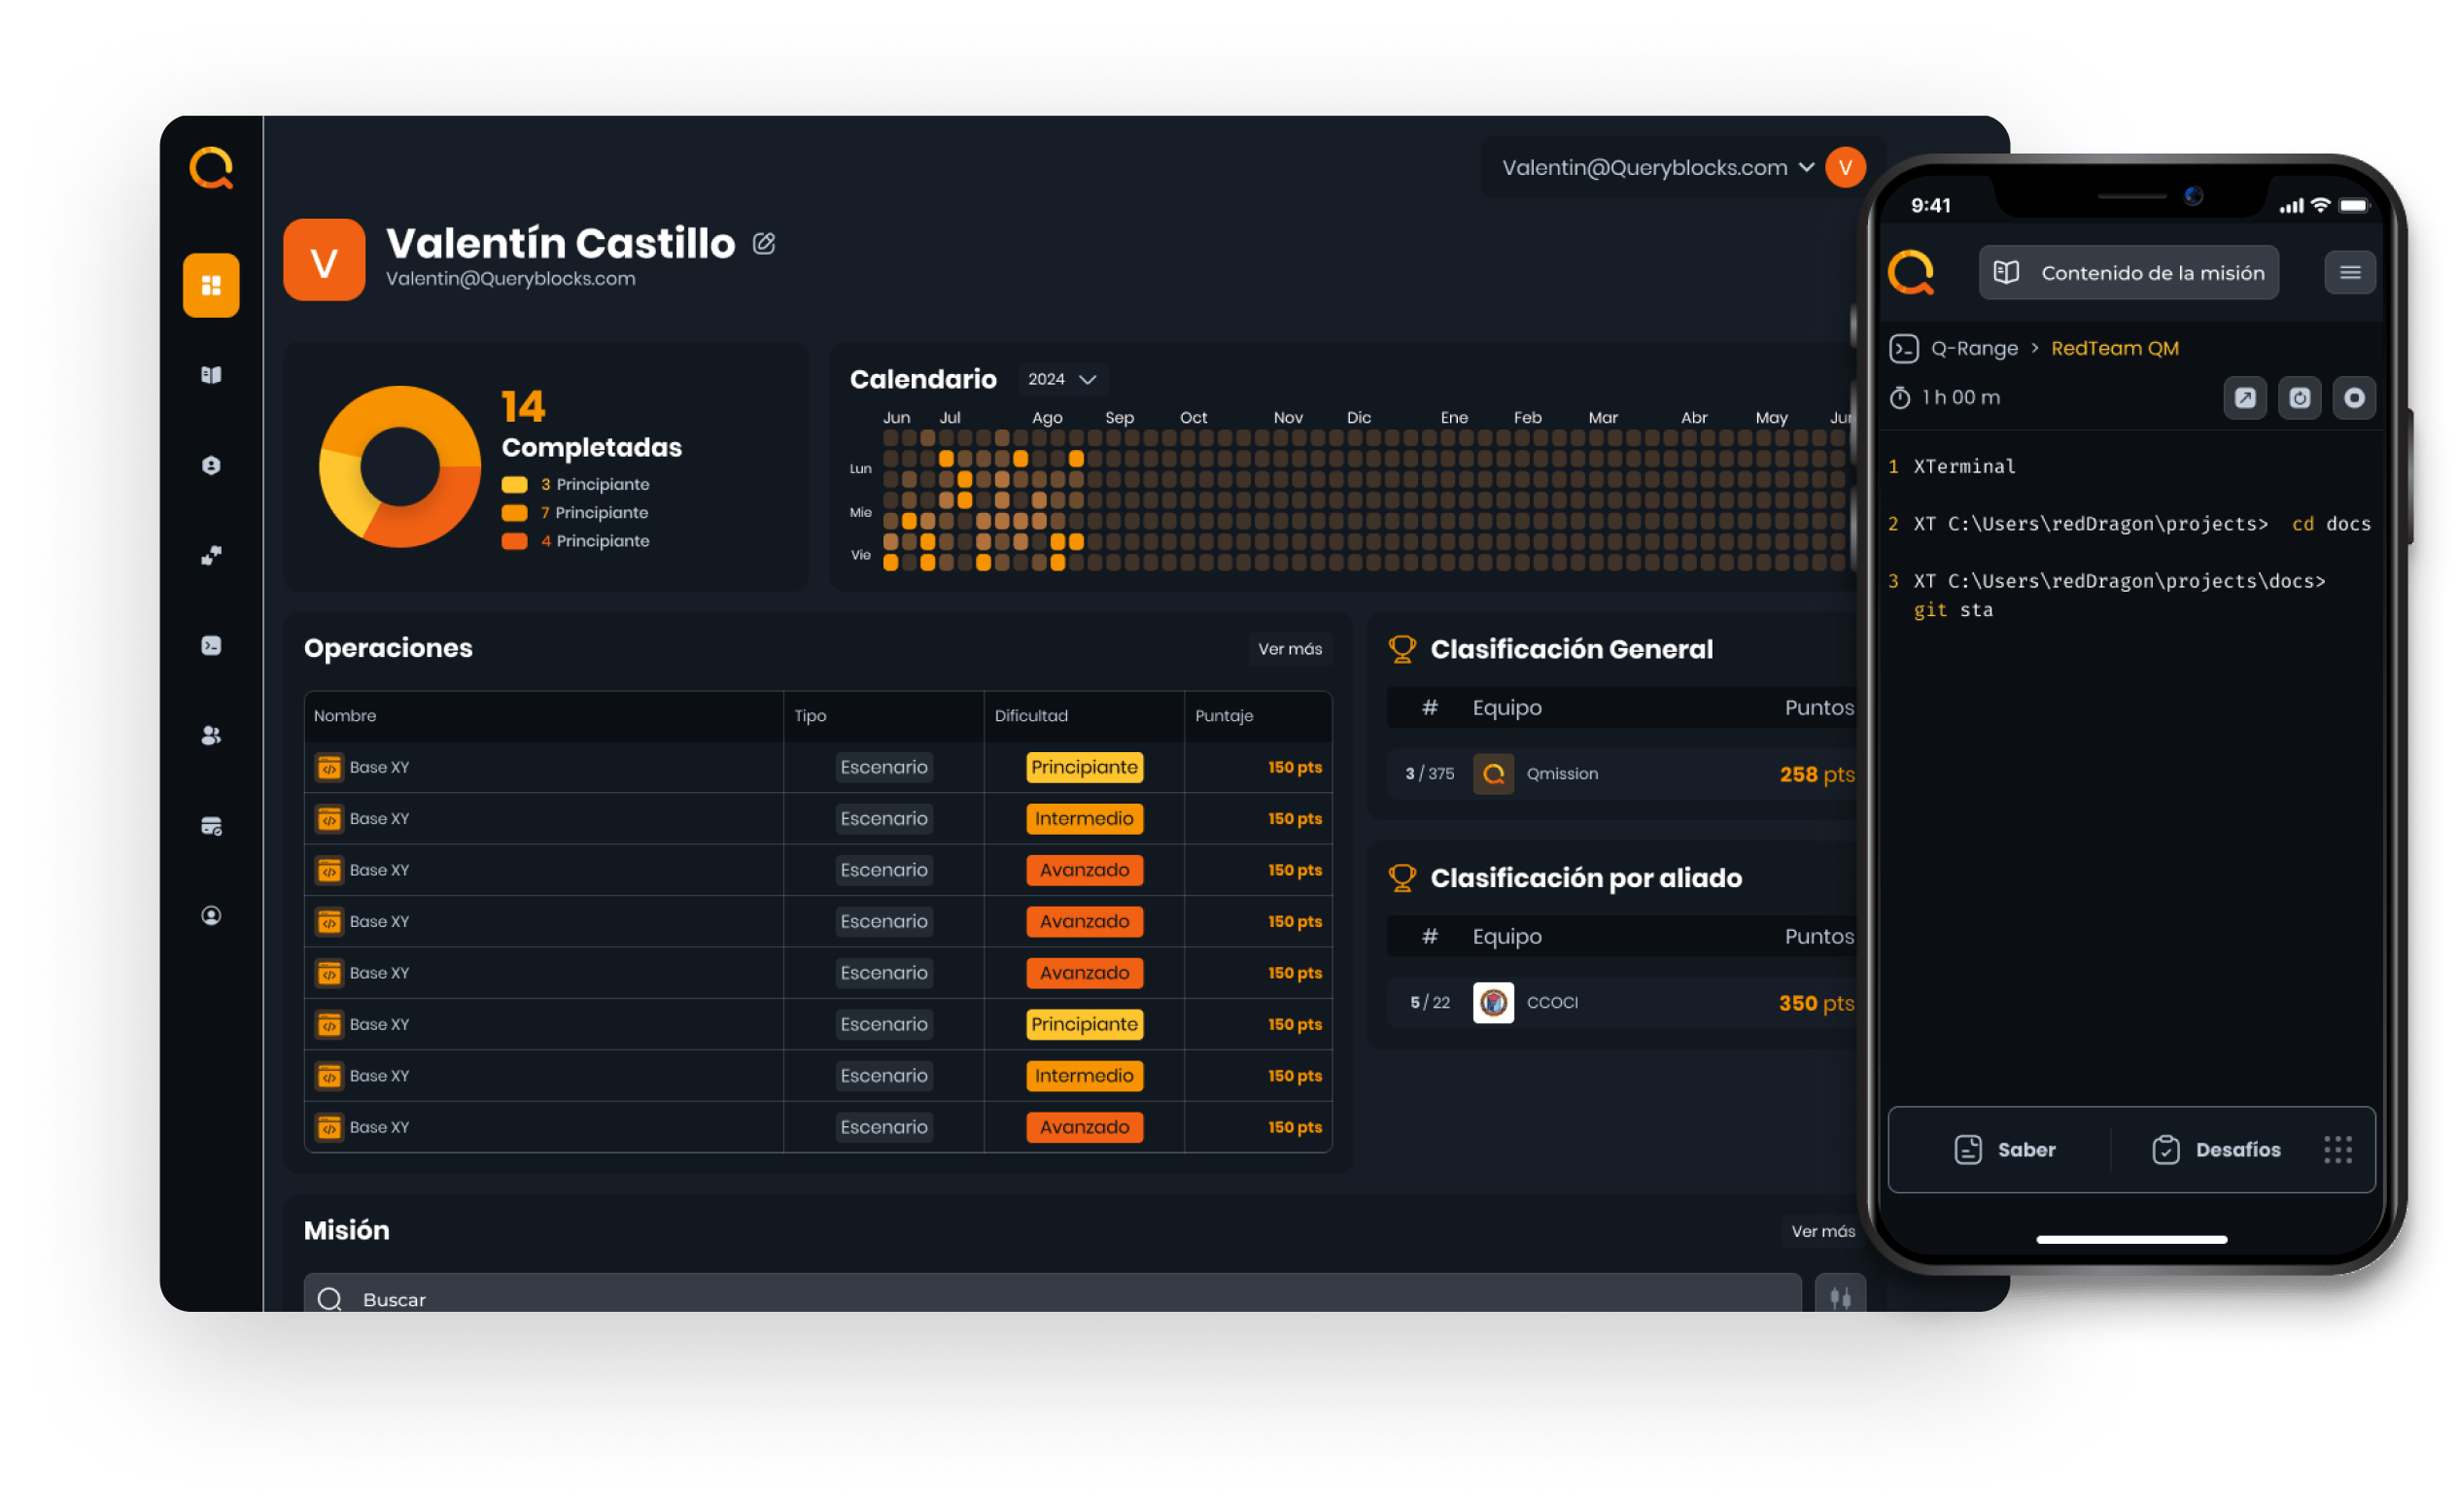 Valentin@Queryblocks.com
V
V
Valentín Castillo
Valentin@Queryblocks.com
14
Completadas
3 Principiante
7 Principiante
4 Principiante
Calendario
2024
Jun Jul Ago Sep Oct Nov Dic Ene Feb Mar Abr May Jun
Lun
Mie
Vie
Operaciones
Ver más
Nombre Tipo Dificultad Puntaje
Base XY Escenario Principiante 150 pts
Base XY Escenario Intermedio 150 pts
Base XY Escenario Avanzado 150 pts
Base XY Escenario Avanzado 150 pts
Base XY Escenario Avanzado 150 pts
Base XY Escenario Principiante 150 pts
Base XY Escenario Intermedio 150 pts
Base XY Escenario Avanzado 150 pts
Clasificación General
# Equipo Puntos
3 / 375 Qmission 258 pts
Clasificación por aliado
# Equipo Puntos
5 / 22 CCOCI 350 pts
Misión
Ver más
Buscar
9:41
Contenido de la misión
Q-Range > RedTeam QM
1 h 00 m
1 XTerminal
2 XT C:\Users\redDragon\projects> cd docs
3 XT C:\Users\redDragon\projects\docs>
git sta
Saber
Desafíos